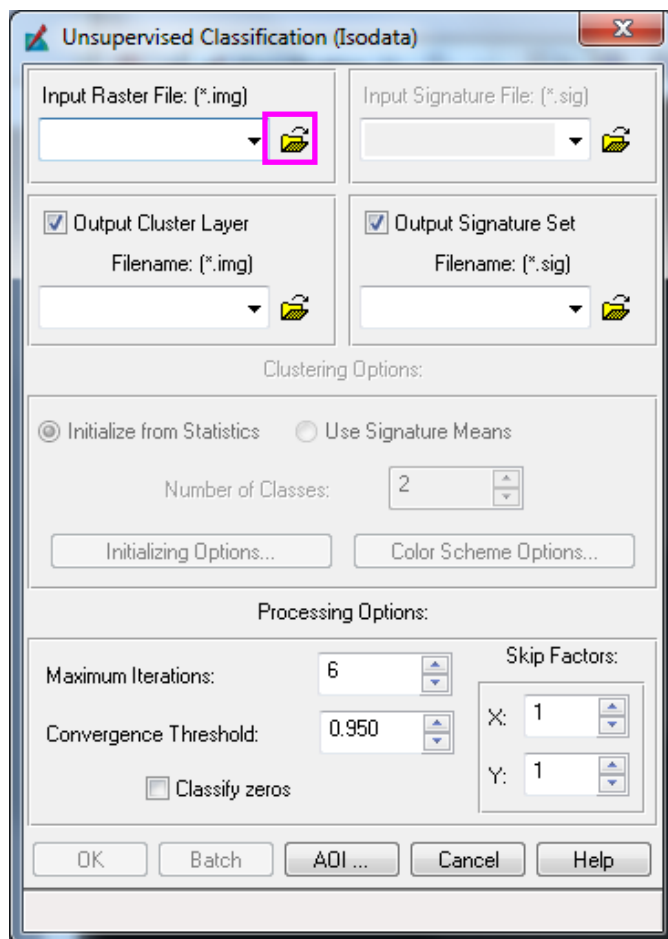 Unsupervised Classification (Isodata)
Input Raster File: (*.img)
Input Signature File: (*.sig)
Output Cluster Layer
Filename: (*.img)
Output Signature Set
Filename: (*.sig)
Clustering Options:
Initialize from Statistics
Use Signature Means
Number of Classes: 2
Initializing Options...
Color Scheme Options...
Processing Options:
Maximum Iterations: 6
Convergence Threshold: 0.950
Classify zeros
Skip Factors:
X: 1
Y: 1
OK
Batch
AOI ...
Cancel
Help